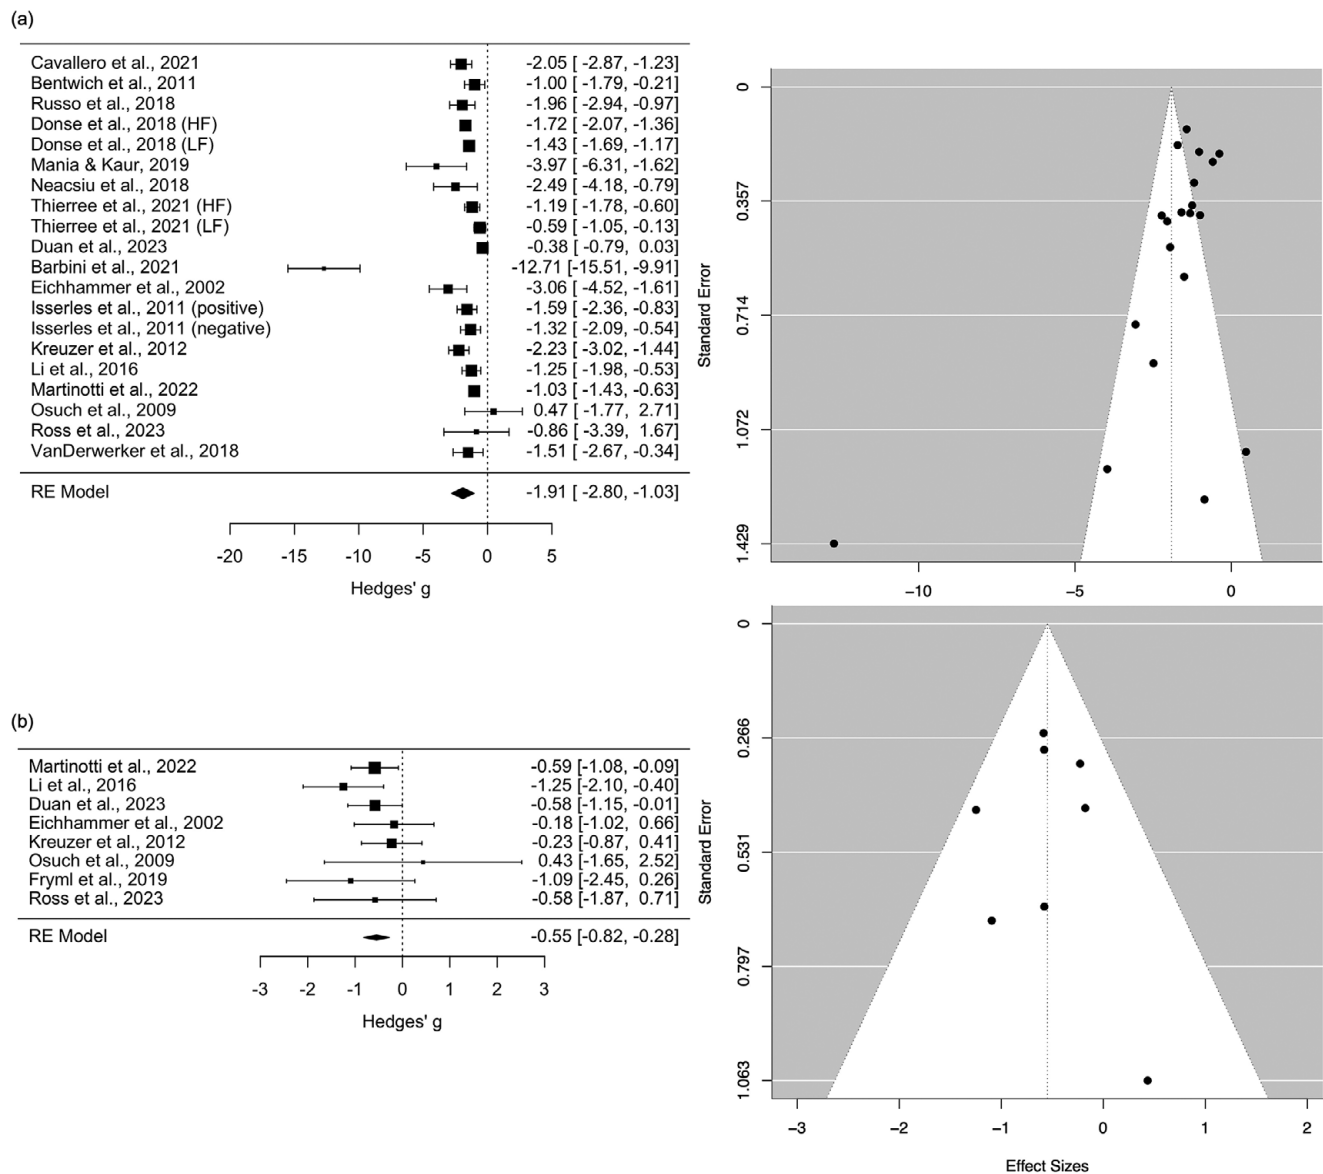 (a)
Cavallero et al., 2021 -2.05 [ -2.87, -1.23]
Bentwich et al., 2011 -1.00 [ -1.79, -0.21]
Russo et al., 2018 -1.96 [ -2.94, -0.97]
Donse et al., 2018 (HF) -1.72 [ -2.07, -1.36]
Donse et al., 2018 (LF) -1.43 [ -1.69, -1.17]
Mania & Kaur, 2019 -3.97 [ -6.31, -1.62]
Neacsiu et al., 2018 -2.49 [ -4.18, -0.79]
Thierree et al., 2021 (HF) -1.19 [ -1.78, -0.60]
Thierree et al., 2021 (LF) -0.59 [ -1.05, -0.13]
Duan et al., 2023 -0.38 [ -0.79, 0.03]
Barbini et al., 2021 -12.71 [-15.51, -9.91]
Eichhammer et al., 2002 -3.06 [ -4.52, -1.61]
Isserles et al., 2011 (positive) -1.59 [ -2.36, -0.83]
Isserles et al., 2011 (negative) -1.32 [ -2.09, -0.54]
Kreuzer et al., 2012 -2.23 [ -3.02, -1.44]
Li et al., 2016 -1.25 [ -1.98, -0.53]
Martinotti et al., 2022 -1.03 [ -1.43, -0.63]
Osuch et al., 2009 0.47 [ -1.77, 2.71]
Ross et al., 2023 -0.86 [ -3.39, 1.67]
VanDerwerker et al., 2018 -1.51 [ -2.67, -0.34]
RE Model -1.91 [ -2.80, -1.03]
-20 -15 -10 -5 0 5
Hedges' g
Standard Error
0
0.357
0.714
1.072
1.429
−10 −5 0
(b)
Martinotti et al., 2022 -0.59 [-1.08, -0.09]
Li et al., 2016 -1.25 [-2.10, -0.40]
Duan et al., 2023 -0.58 [-1.15, -0.01]
Eichhammer et al., 2002 -0.18 [-1.02, 0.66]
Kreuzer et al., 2012 -0.23 [-0.87, 0.41]
Osuch et al., 2009 0.43 [-1.65, 2.52]
Fryml et al., 2019 -1.09 [-2.45, 0.26]
Ross et al., 2023 -0.58 [-1.87, 0.71]
RE Model -0.55 [-0.82, -0.28]
-3 -2 -1 0 1 2 3
Hedges' g
Standard Error
0
0.266
0.531
0.797
1.063
−3 −2 −1 0 1 2
Effect Sizes